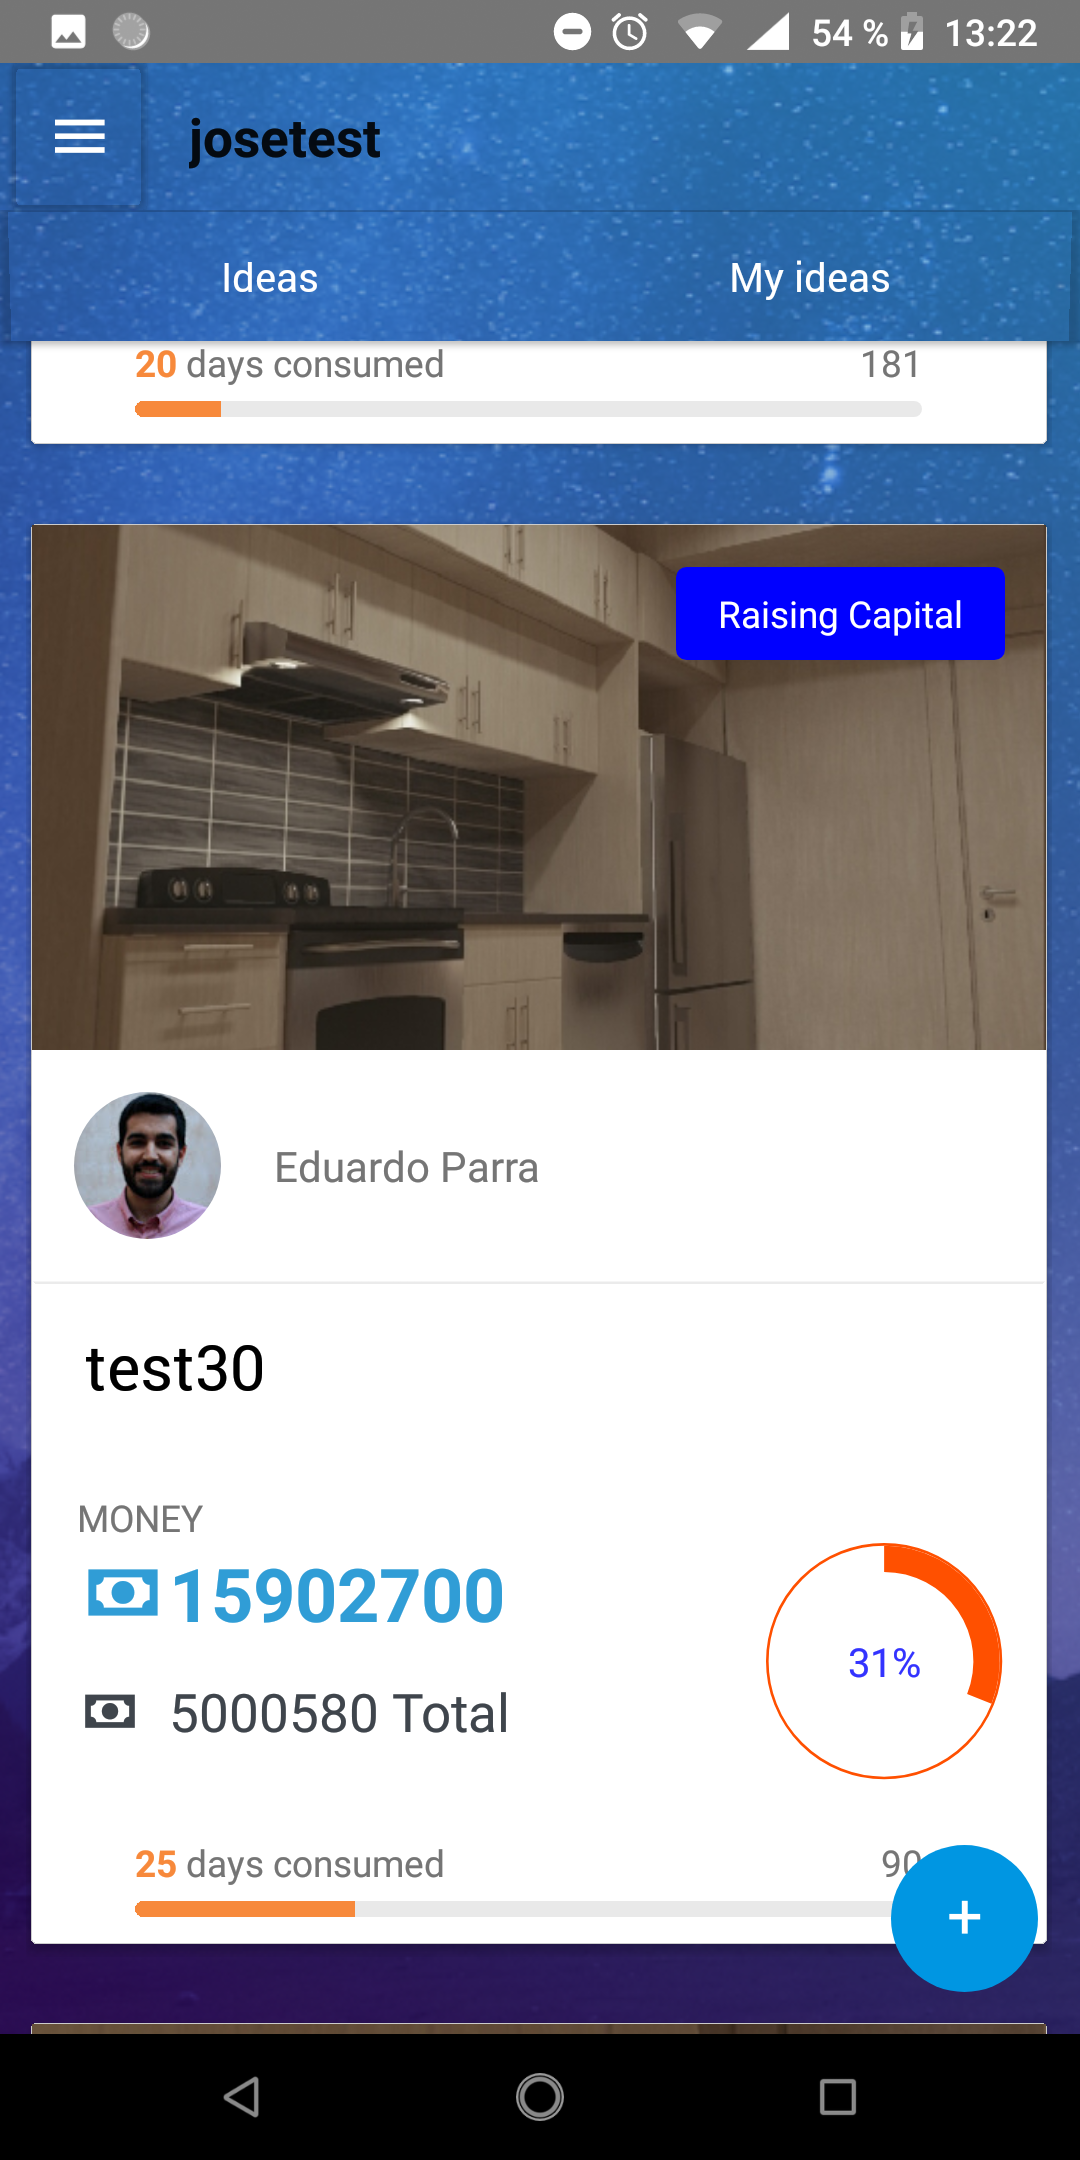 54 % 13:22
josetest
Ideas My ideas
20 days consumed 181
Raising Capital
Eduardo Parra
test30
MONEY
15902700
31%
5000580 Total
25 days consumed 90
+